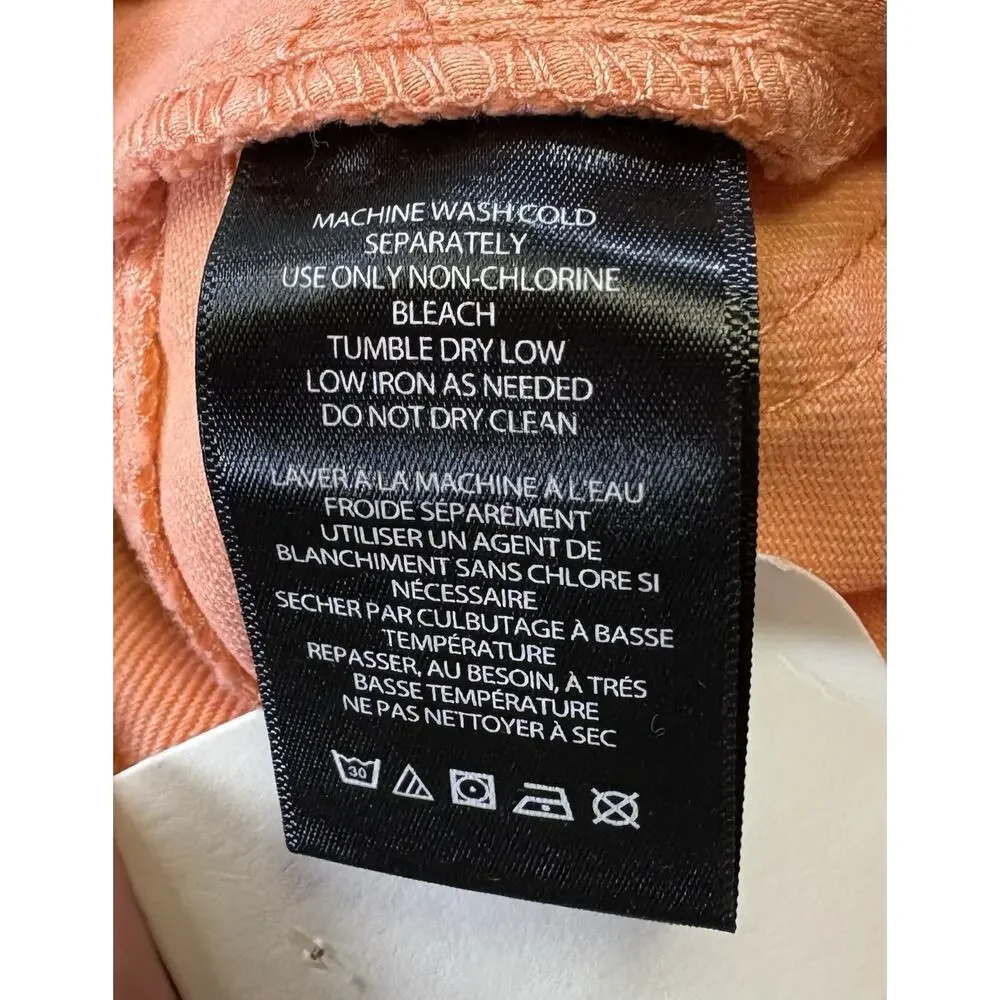 MACHINE WASH COLD
SEPARATELY
USE ONLY NON-CHLORINE
BLEACH
TUMBLE DRY LOW
LOW IRON AS NEEDED
DO NOT DRY CLEAN
LAVER A LA MACHINE À L'EAU
FROIDE SEPARÉMENT
UTILISER UN AGENT DE
BLANCHIMENT SANS CHLORE SI
NÉCESSAIRE
SECHER PAR CULBUTAGE À BASSE
TEMPÉRATURE
REPASSER, AU BESOIN, À TRÉS
BASSE TEMPÉRATURE
NE PAS NETTOYER À SEC
30